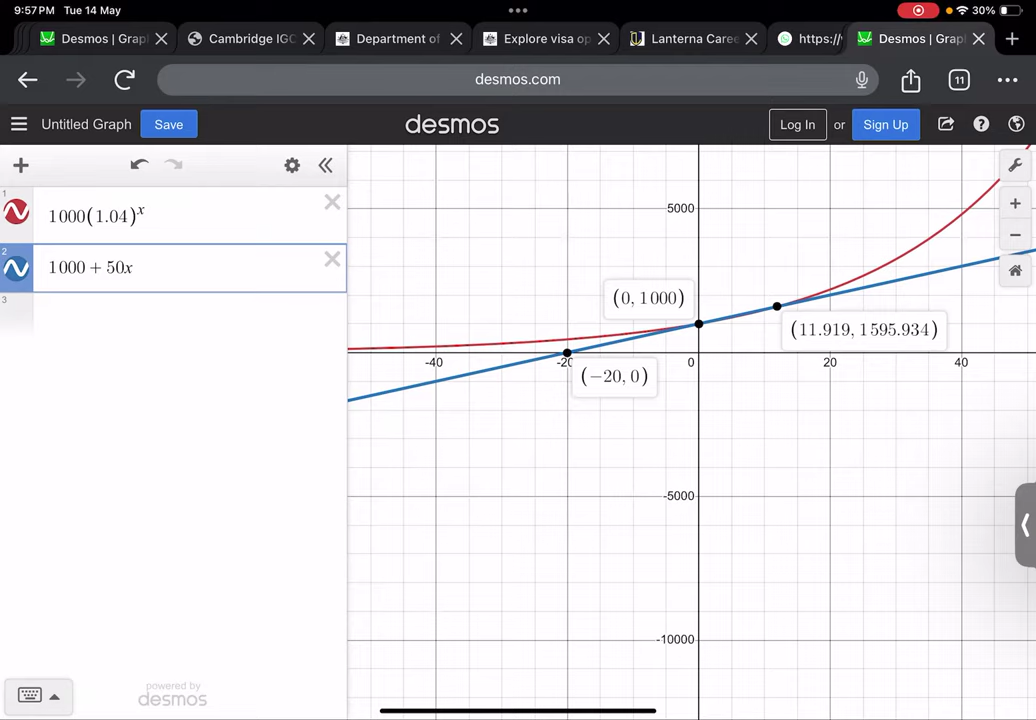 9:57PM Tue 14 May
30%
Desmos | Grap
Cambridge IGC
Department of
Explore visa op
Lanterna Caree
https://
Desmos | Grap
desmos.com
11
Untitled Graph
Save
desmos
Log In
or
Sign Up
1
1000(1.04)^x
2
1000 + 50x
3
5000
(0, 1000)
(11.919, 1595.934)
-40
-20
0
20
40
(−20, 0)
-5000
-10000
powered by
desmos